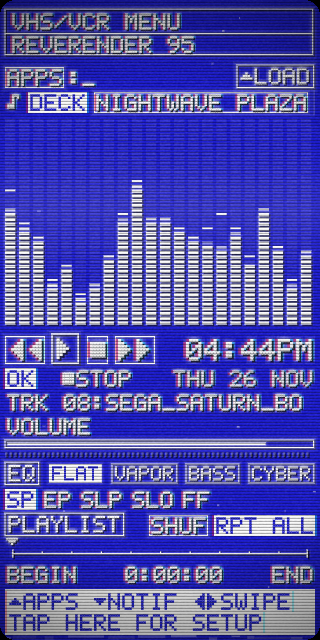 VHS/VCR MENU
REVERENDER 95
APPS:_ LOAD
DECK NIGHTWAVE PLAZA
04:44PM
OK STOP THU 26 NOV
TRK 08:SEGA_SATURN_BO
VOLUME
EQ FLAT VAPOR BASS CYBER
SP EP SLP SLO FF
PLAYLIST SHUF RPT ALL
BEGIN 0:00:00 END
APPS NOTIF SWIPE
TAP HERE FOR SETUP